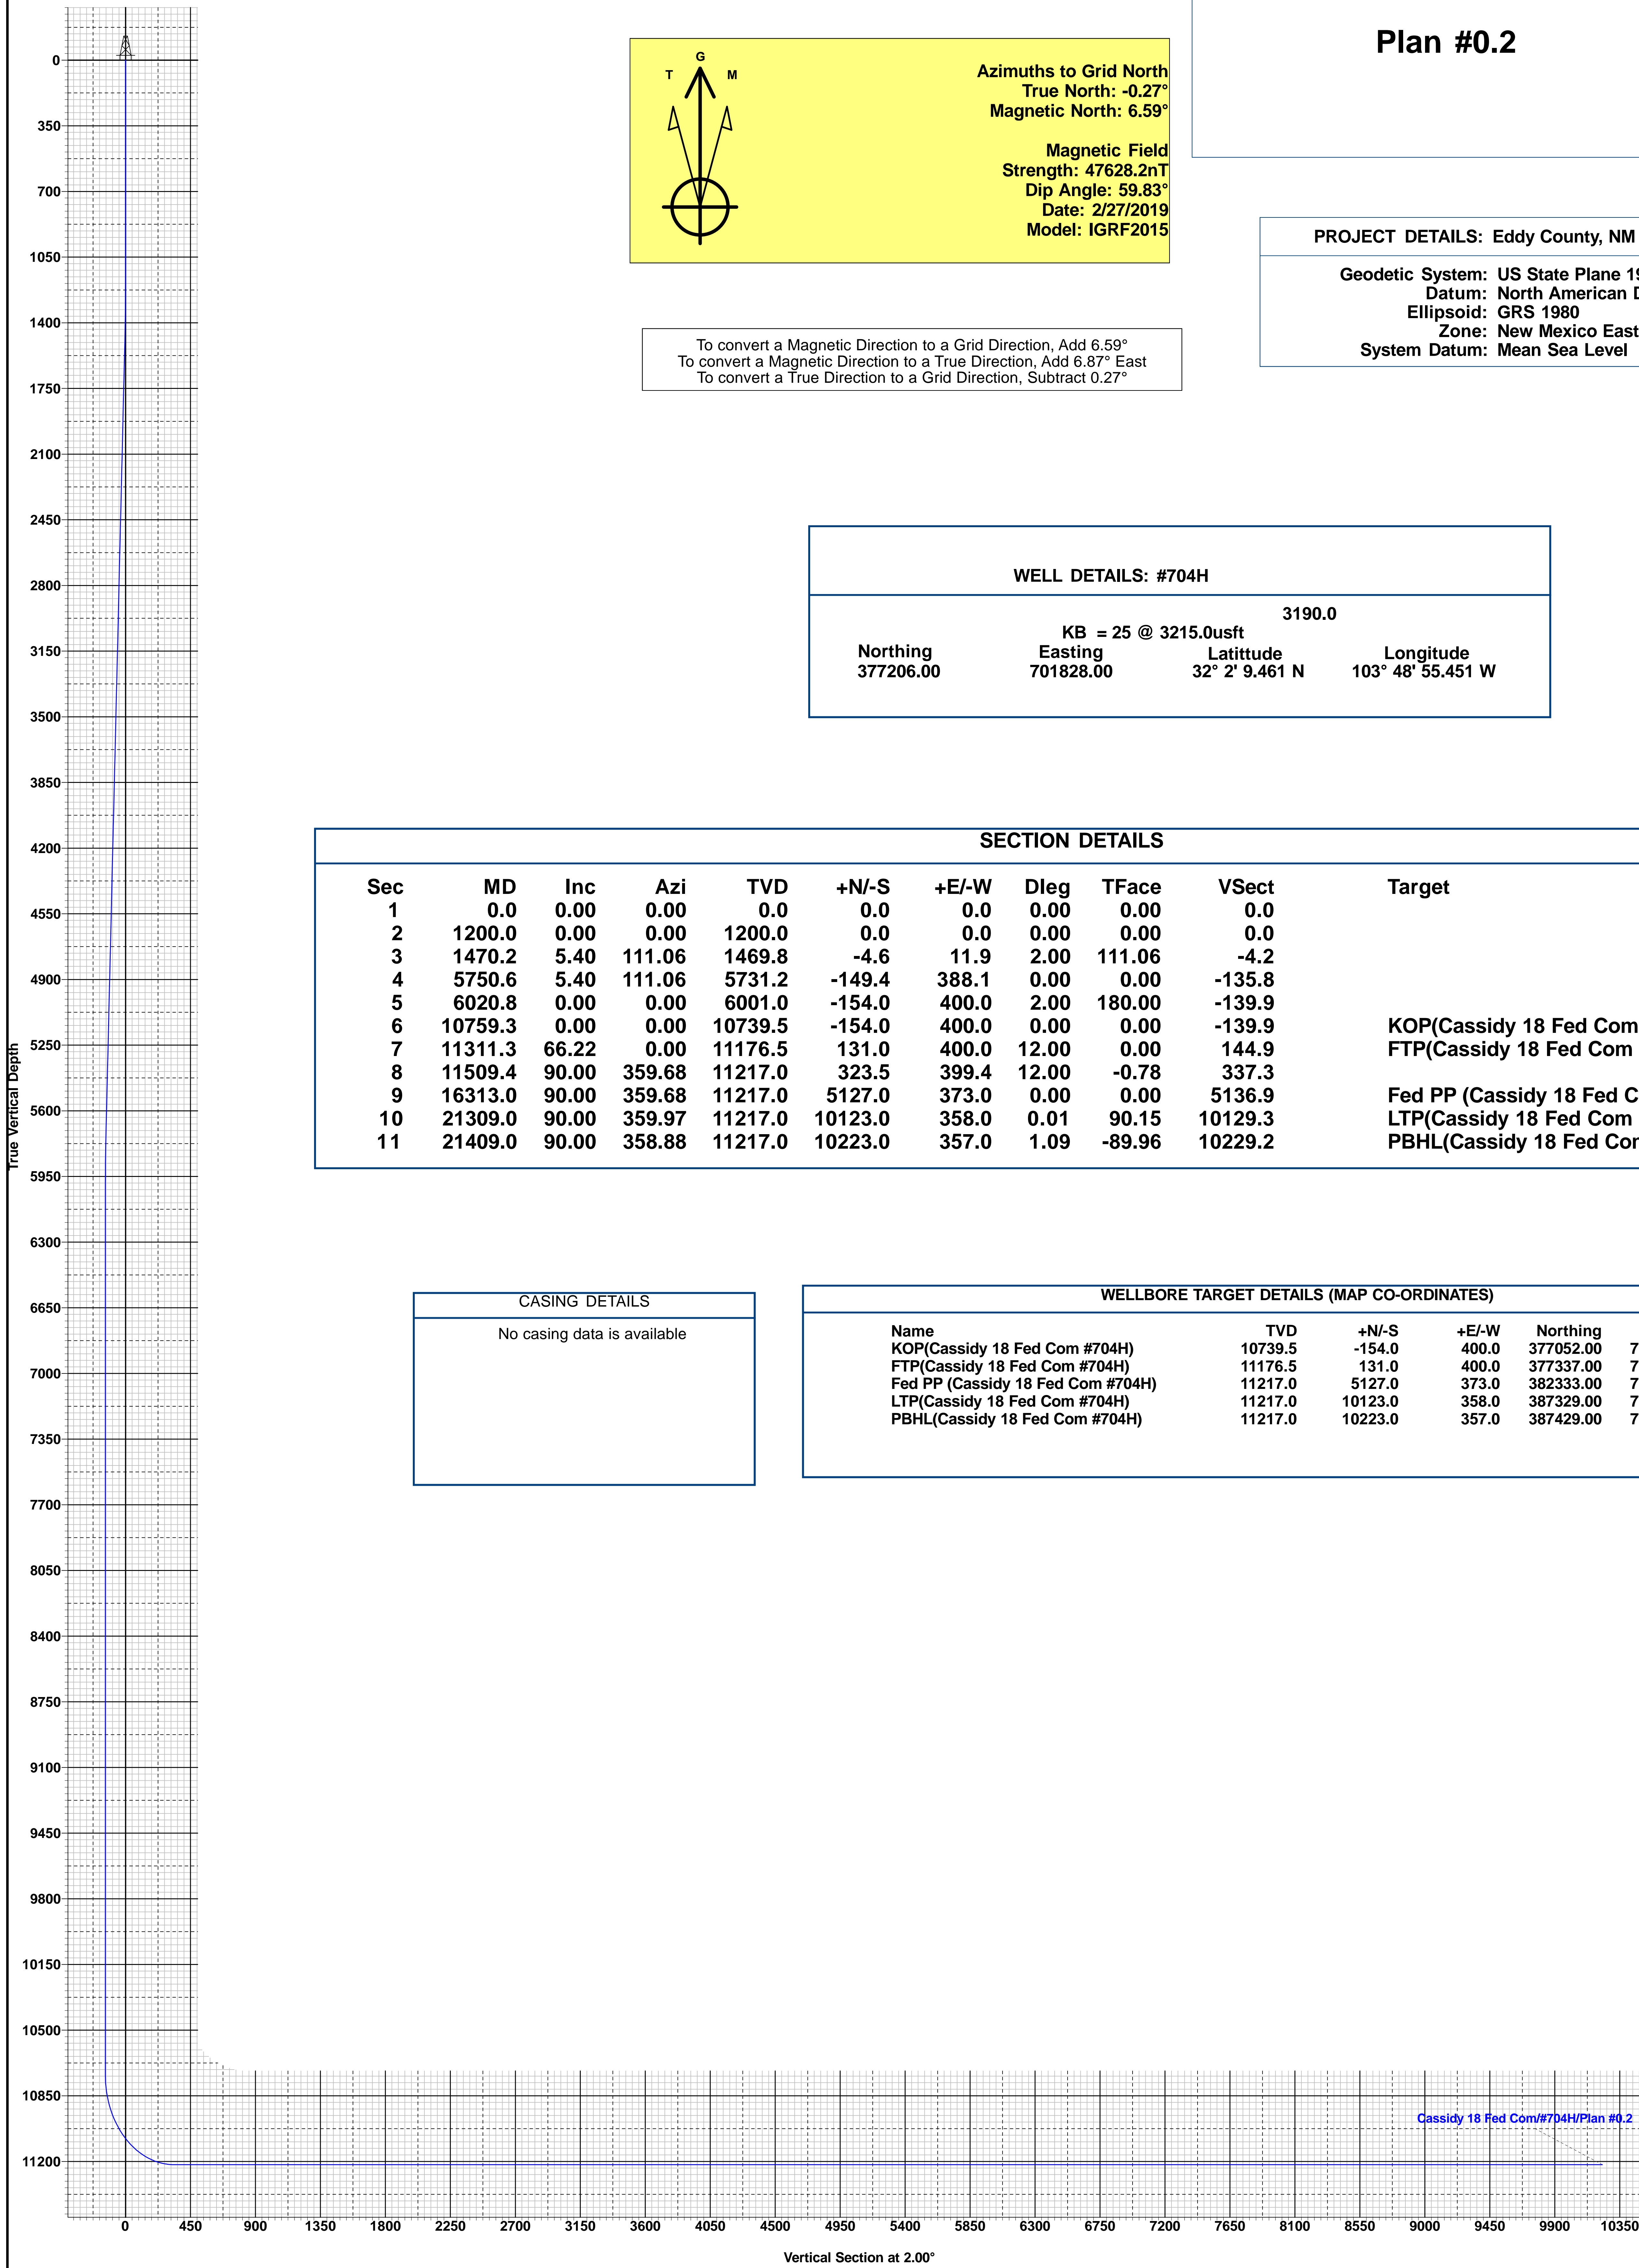 Plan #0.2
G
T M
Azimuths to Grid North
True North: -0.27°
Magnetic North: 6.59°
Magnetic Field
Strength: 47628.2nT
Dip Angle: 59.83°
Date: 2/27/2019
Model: IGRF2015
PROJECT DETAILS: Eddy County, NM
Geodetic System: US State Plane 19
Datum: North American D
Ellipsoid: GRS 1980
Zone: New Mexico East
System Datum: Mean Sea Level
To convert a Magnetic Direction to a Grid Direction, Add 6.59°
To convert a Magnetic Direction to a True Direction, Add 6.87° East
To convert a True Direction to a Grid Direction, Subtract 0.27°
WELL DETAILS: #704H
3190.0
KB = 25 @ 3215.0usft
Northing Easting Latittude Longitude
377206.00 701828.00 32° 2' 9.461 N 103° 48' 55.451 W
SECTION DETAILS
Sec MD Inc Azi TVD +N/-S +E/-W Dleg TFace VSect Target
1 0.0 0.00 0.00 0.0 0.0 0.0 0.00 0.00 0.0
2 1200.0 0.00 0.00 1200.0 0.0 0.0 0.00 0.00 0.0
3 1470.2 5.40 111.06 1469.8 -4.6 11.9 2.00 111.06 -4.2
4 5750.6 5.40 111.06 5731.2 -149.4 388.1 0.00 0.00 -135.8
5 6020.8 0.00 0.00 6001.0 -154.0 400.0 2.00 180.00 -139.9
6 10759.3 0.00 0.00 10739.5 -154.0 400.0 0.00 0.00 -139.9 KOP(Cassidy 18 Fed Com
7 11311.3 66.22 0.00 11176.5 131.0 400.0 12.00 0.00 144.9 FTP(Cassidy 18 Fed Com
8 11509.4 90.00 359.68 11217.0 323.5 399.4 12.00 -0.78 337.3
9 16313.0 90.00 359.68 11217.0 5127.0 373.0 0.00 0.00 5136.9 Fed PP (Cassidy 18 Fed C
10 21309.0 90.00 359.97 11217.0 10123.0 358.0 0.01 90.15 10129.3 LTP(Cassidy 18 Fed Com
11 21409.0 90.00 358.88 11217.0 10223.0 357.0 1.09 -89.96 10229.2 PBHL(Cassidy 18 Fed Com
CASING DETAILS
No casing data is available
WELLBORE TARGET DETAILS (MAP CO-ORDINATES)
Name TVD +N/-S +E/-W Northing
KOP(Cassidy 18 Fed Com #704H) 10739.5 -154.0 400.0 377052.00 7
FTP(Cassidy 18 Fed Com #704H) 11176.5 131.0 400.0 377337.00 7
Fed PP (Cassidy 18 Fed Com #704H) 11217.0 5127.0 373.0 382333.00 7
LTP(Cassidy 18 Fed Com #704H) 11217.0 10123.0 358.0 387329.00 7
PBHL(Cassidy 18 Fed Com #704H) 11217.0 10223.0 357.0 387429.00 7
True Vertical Depth
0
350
700
1050
1400
1750
2100
2450
2800
3150
3500
3850
4200
4550
4900
5250
5600
5950
6300
6650
7000
7350
7700
8050
8400
8750
9100
9450
9800
10150
10500
10850
11200
Cassidy 18 Fed Com/#704H/Plan #0.2
0 450 900 1350 1800 2250 2700 3150 3600 4050 4500 4950 5400 5850 6300 6750 7200 7650 8100 8550 9000 9450 9900 10350
Vertical Section at 2.00°